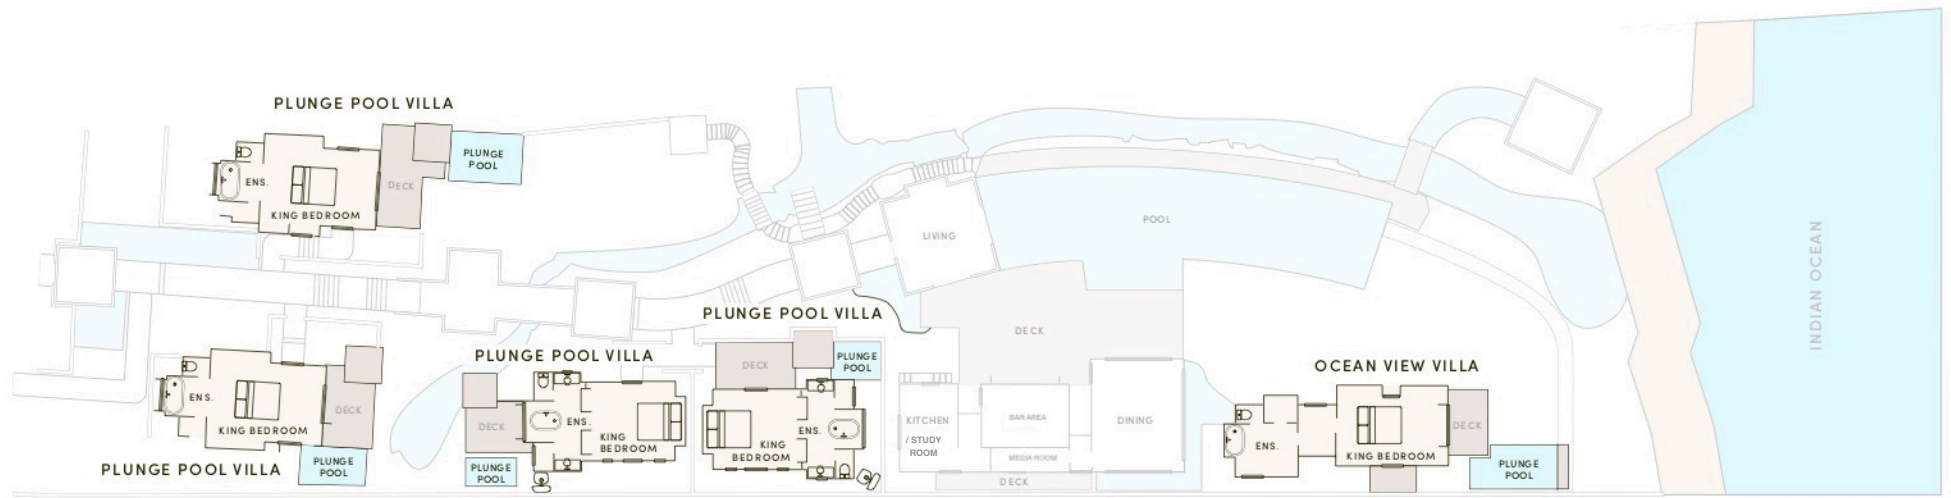 PLUNGE POOL VILLA
PLUNGE
POOL
ENS.
DECK
KING BEDROOM
LIVING
POOL
INDIAN OCEAN
PLUNGE POOL VILLA
DECK
PLUNGE POOL VILLA
DECK
PLUNGE
POOL
OCEAN VIEW VILLA
ENS.
DECK
KING BEDROOM
PLUNGE
POOL
PLUNGE POOL VILLA
DECK
ENS.
KING
BEDROOM
PLUNGE
POOL
KING
BEDROOM
ENS.
KITCHEN
/ STUDY
ROOM
BAR AREA
MEDIA ROOM
DINING
DECK
ENS.
KING BEDROOM
DECK
PLUNGE
POOL